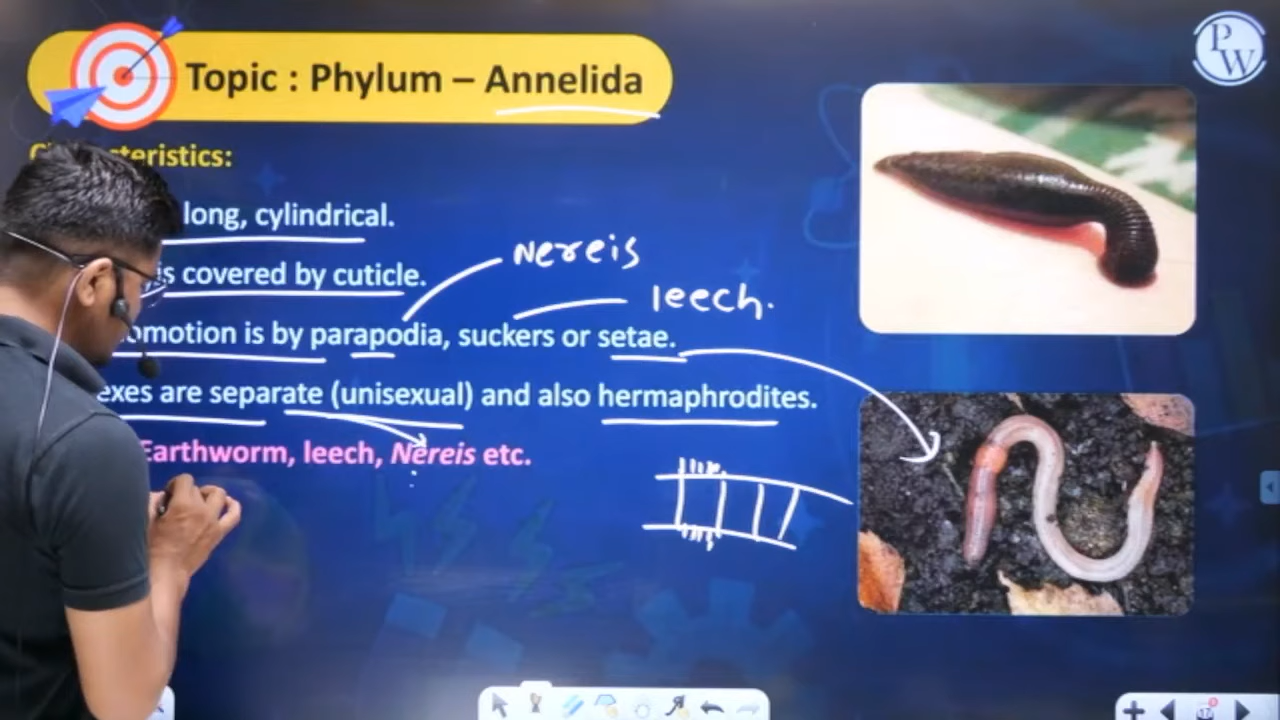 Topic : Phylum – Annelida
PW
long, cylindrical.
is covered by cuticle.
Nereis
leech.
omotion is by parapodia, suckers or setae.
exes are separate (unisexual) and also hermaphrodites.
Earthworm, leech, Nereis etc.